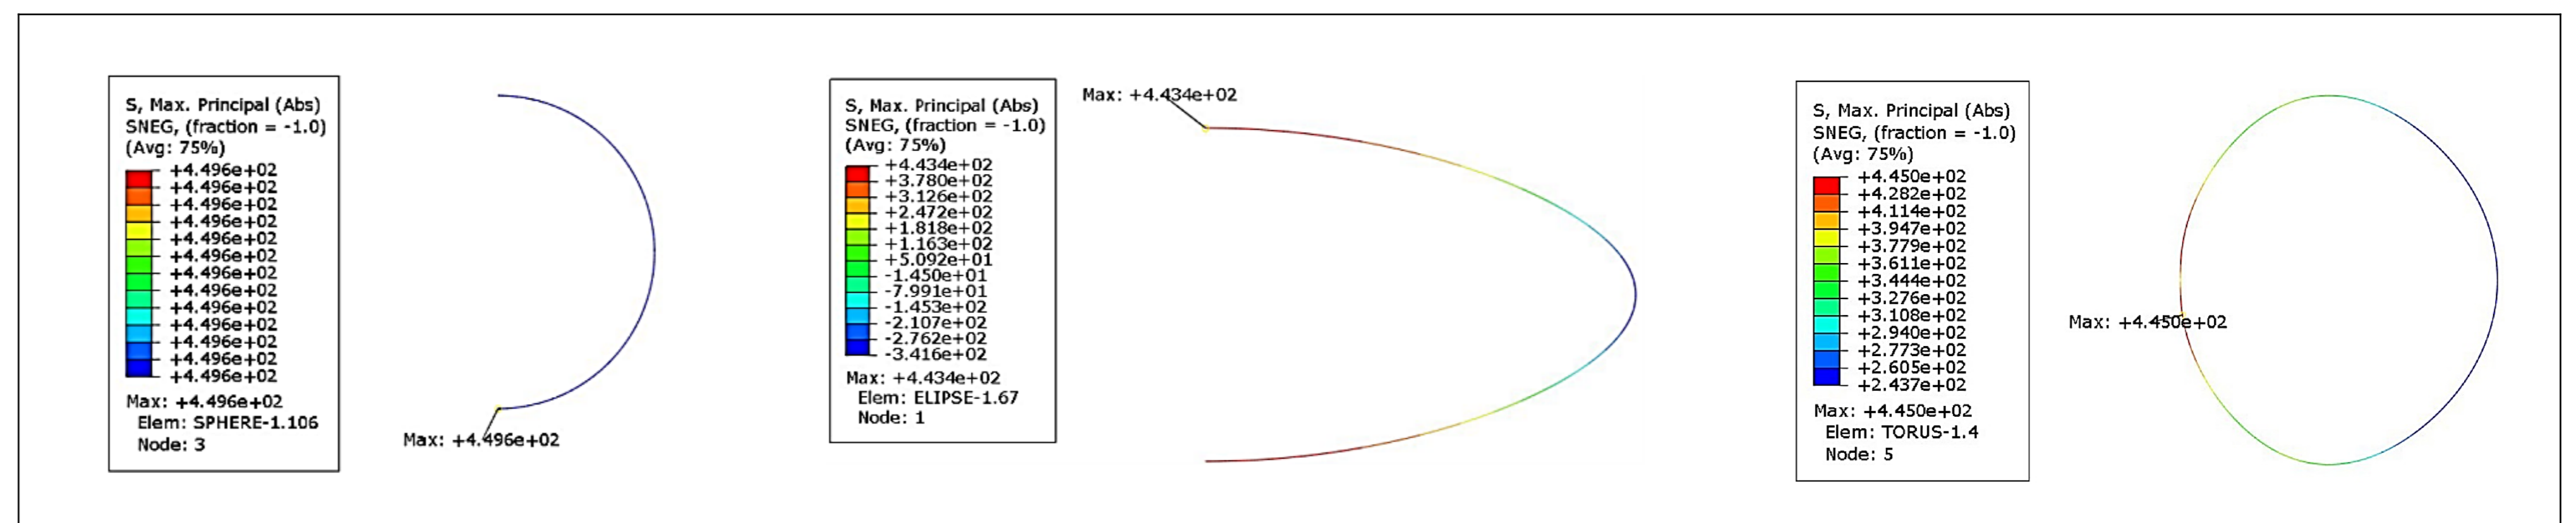 S, Max. Principal (Abs)
SNEG, (fraction = -1.0)
(Avg: 75%)
+4.496e+02
+4.496e+02
+4.496e+02
+4.496e+02
+4.496e+02
+4.496e+02
+4.496e+02
+4.496e+02
+4.496e+02
+4.496e+02
+4.496e+02
+4.496e+02
+4.496e+02
Max: +4.496e+02
Elem: SPHERE-1.106
Node: 3
Max: +4.496e+02
S, Max. Principal (Abs)
SNEG, (fraction = -1.0)
(Avg: 75%)
+4.434e+02
+3.780e+02
+3.126e+02
+2.472e+02
+1.818e+02
+1.163e+02
+5.092e+01
-1.450e+01
-7.991e+01
-1.453e+02
-2.107e+02
-2.762e+02
-3.416e+02
Max: +4.434e+02
Elem: ELIPSE-1.67
Node: 1
Max: +4.434e+02
S, Max. Principal (Abs)
SNEG, (fraction = -1.0)
(Avg: 75%)
+4.450e+02
+4.282e+02
+4.114e+02
+3.947e+02
+3.779e+02
+3.611e+02
+3.444e+02
+3.276e+02
+3.108e+02
+2.940e+02
+2.773e+02
+2.605e+02
+2.437e+02
Max: +4.450e+02
Elem: TORUS-1.4
Node: 5
Max: +4.450e+02